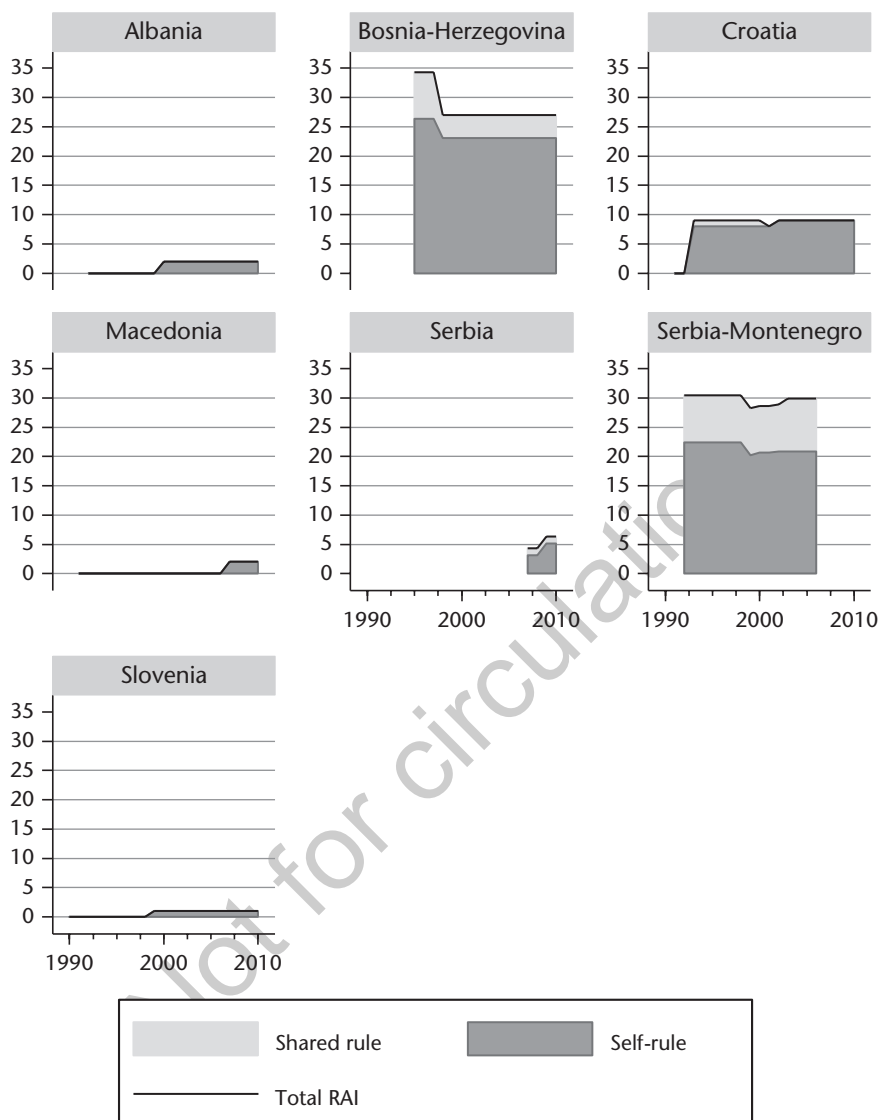 Albania Bosnia-Herzegovina Croatia
35 35 35
30 30 30
25 25 25
20 20 20
15 15 15
10 10 10
5 5 5
0 0 0
Macedonia Serbia Serbia-Montenegro
35 35 35
30 30 30
25 25 25
20 20 20
15 15 15
10 10 10
5 5 5
0 0 0
1990 2000 2010 1990 2000 2010
Slovenia
35
30
25
20
15
10
5
0
1990 2000 2010
Not for circulatio
Shared rule Self-rule
Total RAI